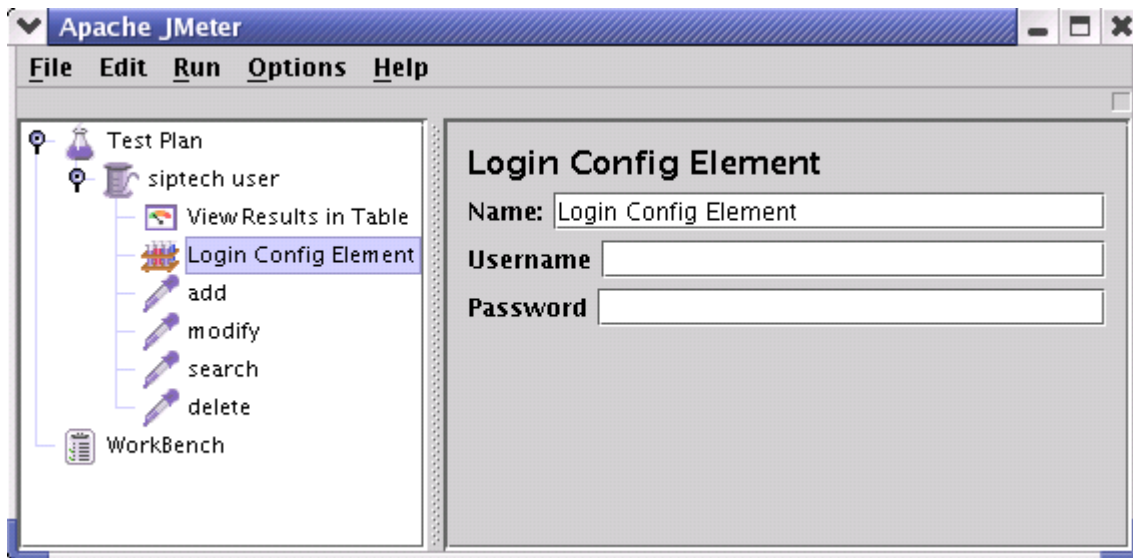 Apache JMeter
File Edit Run Options Help
Test Plan
siptech user
View Results in Table
Login Config Element
add
modify
search
delete
WorkBench
Login Config Element
Name: Login Config Element
Username
Password